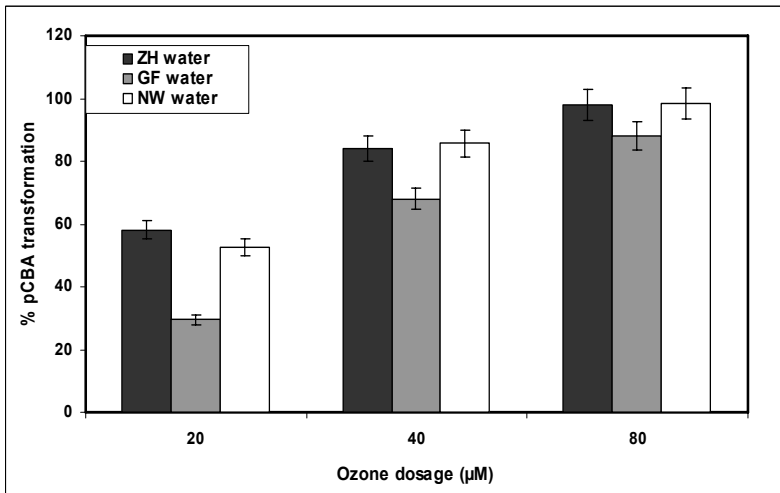 120
100
80
60
40
20
0
% pCBA transformation
ZH water
GF water
NW water
20 40 80
Ozone dosage (µM)